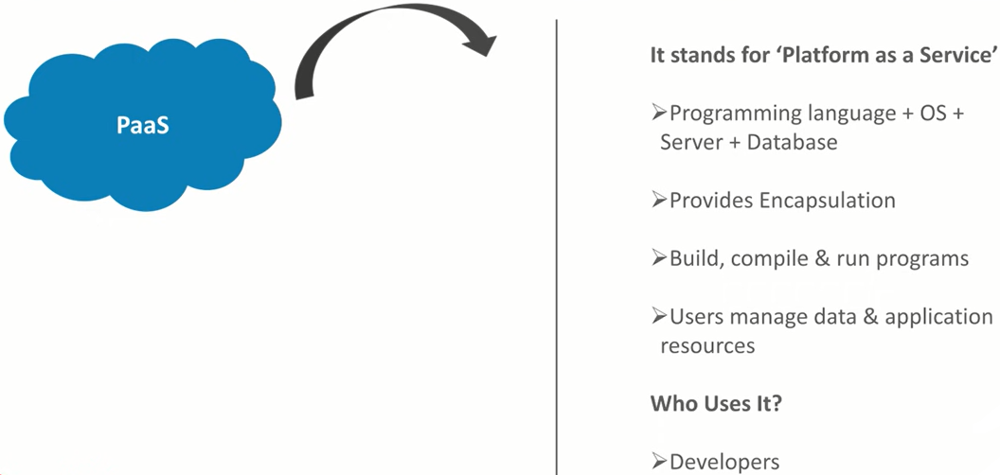 PaaS
It stands for ‘Platform as a Service’
➢Programming language + OS +
Server + Database
➢Provides Encapsulation
➢Build, compile & run programs
➢Users manage data & application
resources
Who Uses It?
➢Developers